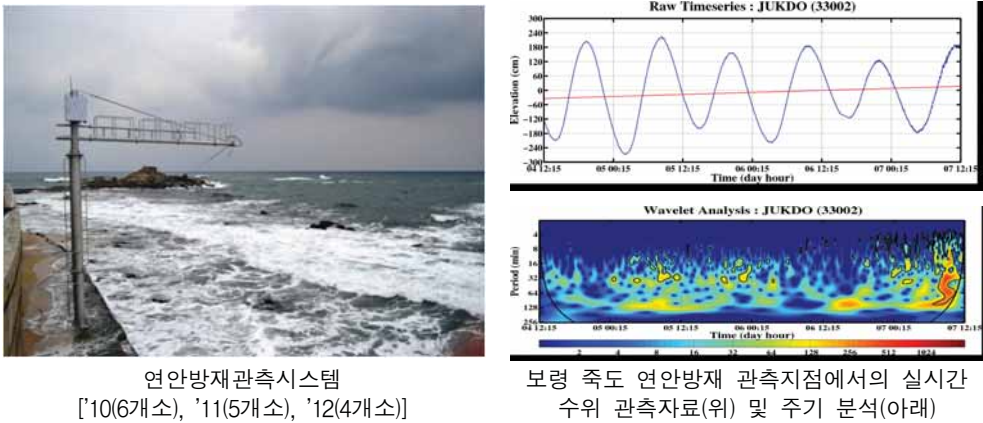 Raw Timeseries : JUKDO (33002)
Elevation (cm)
300
240
180
120
60
0
-60
-120
-180
-240
-300
04 12:15 05 00:15 05 12:15 06 00:15 06 12:15 07 00:15 07 12:15
Time (day hour)
Wavelet Analysis : JUKDO (33002)
Period (min)
4
8
16
32
64
128
256
04 12:15 05 00:15 05 12:15 06 00:15 06 12:15 07 00:15 07 12:15
Time (day hour)
2 4 8 16 32 64 128 256 512 1024
연안방재관측시스템
['10(6개소), '11(5개소), '12(4개소)]
보령 죽도 연안방재 관측지점에서의 실시간
수위 관측자료(위) 및 주기 분석(아래)